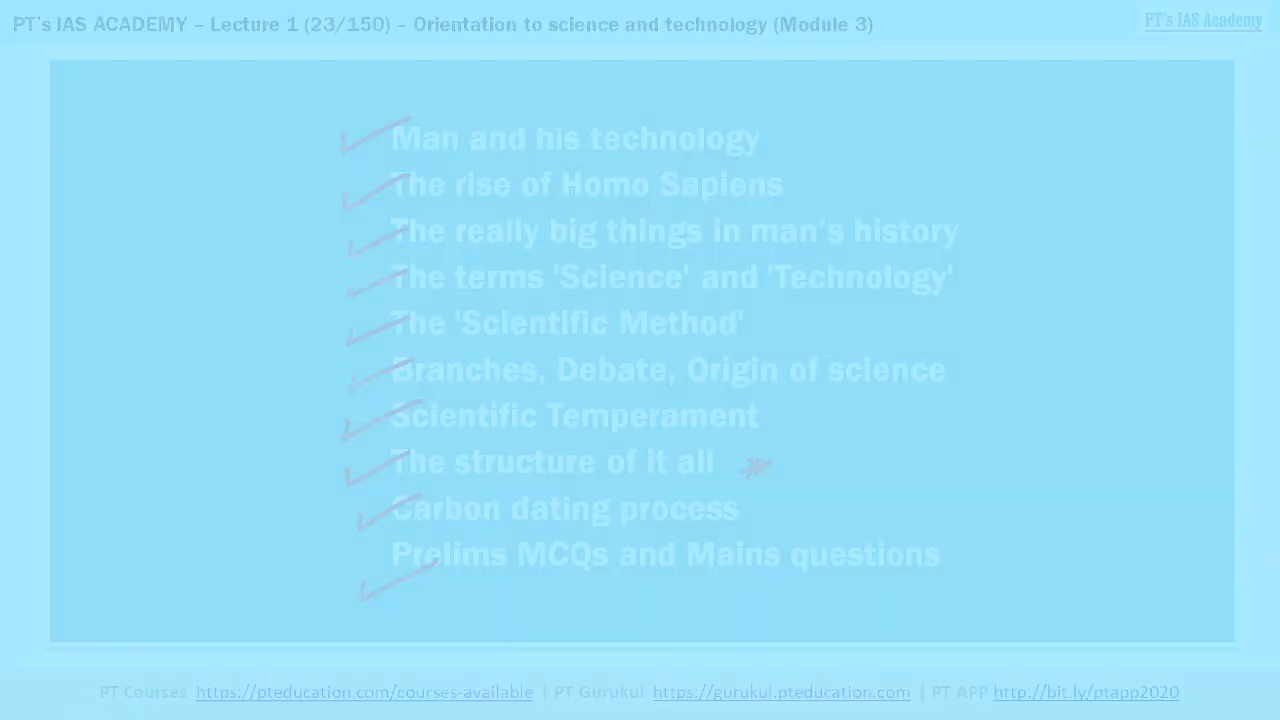 PT's IAS ACADEMY – Lecture 1 (23/150) – Orientation to science and technology (Module 3)
PT's IAS Academy
Man and his technology
The rise of Homo Sapiens
The really big things in man's history
The terms 'Science' and 'Technology'
The 'Scientific Method'
Branches, Debate, Origin of science
Scientific Temperament
The structure of it all
Carbon dating process
Prelims MCQs and Mains questions
PT Courses https://pteducation.com/courses-available | PT Gurukul https://gurukul.pteducation.com | PT APP http://bit.ly/ptapp2020